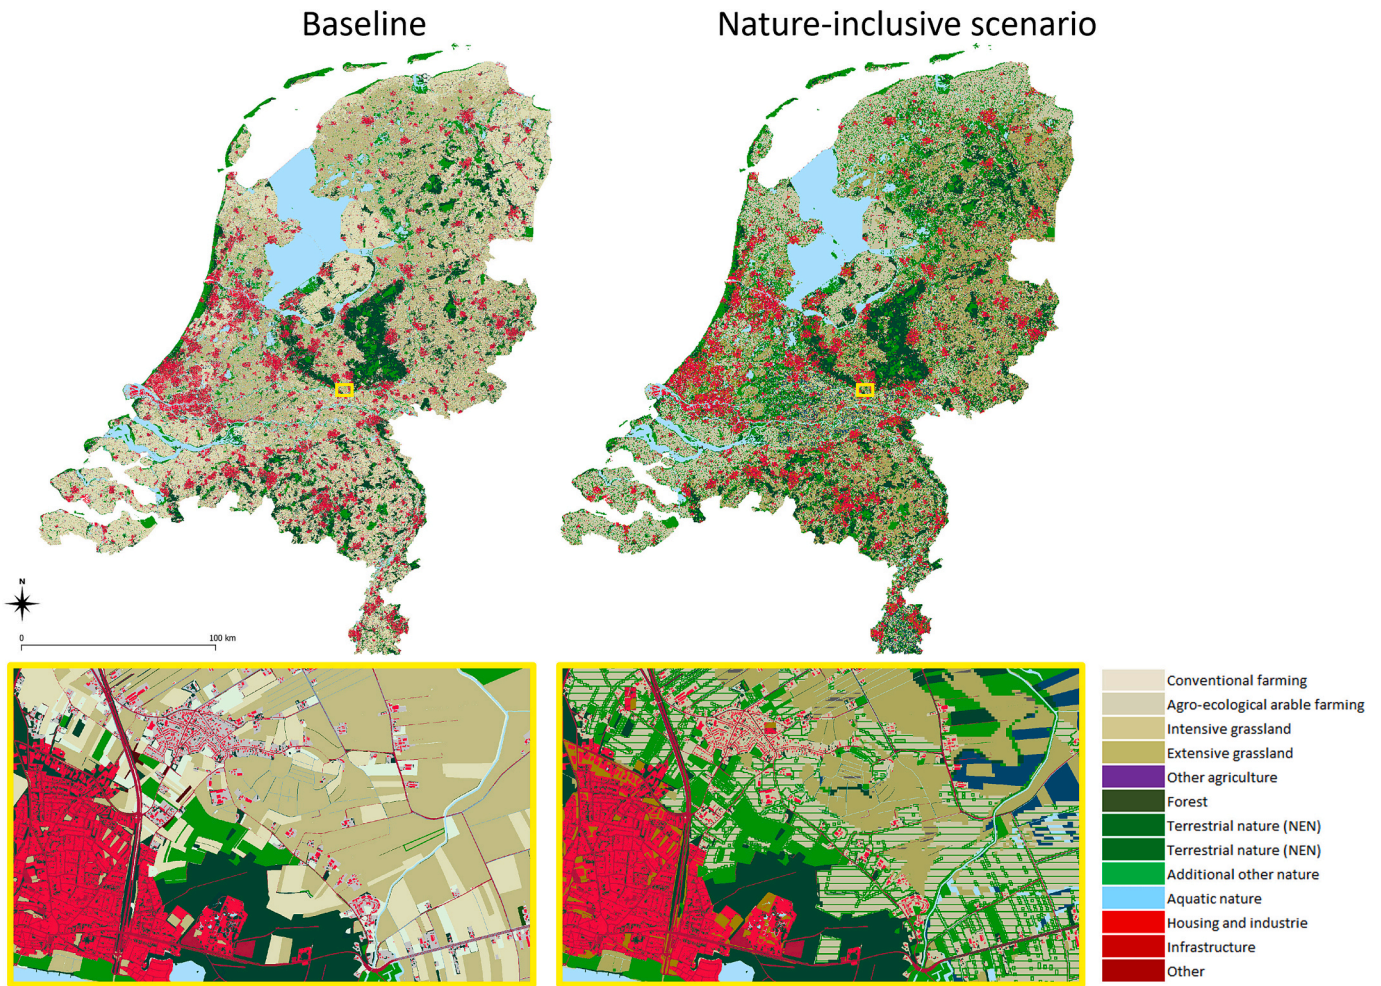 Baseline
Nature-inclusive scenario
N
0 100 km
Conventional farming
Agro-ecological arable farming
Intensive grassland
Extensive grassland
Other agriculture
Forest
Terrestrial nature (NEN)
Terrestrial nature (NEN)
Additional other nature
Aquatic nature
Housing and industrie
Infrastructure
Other